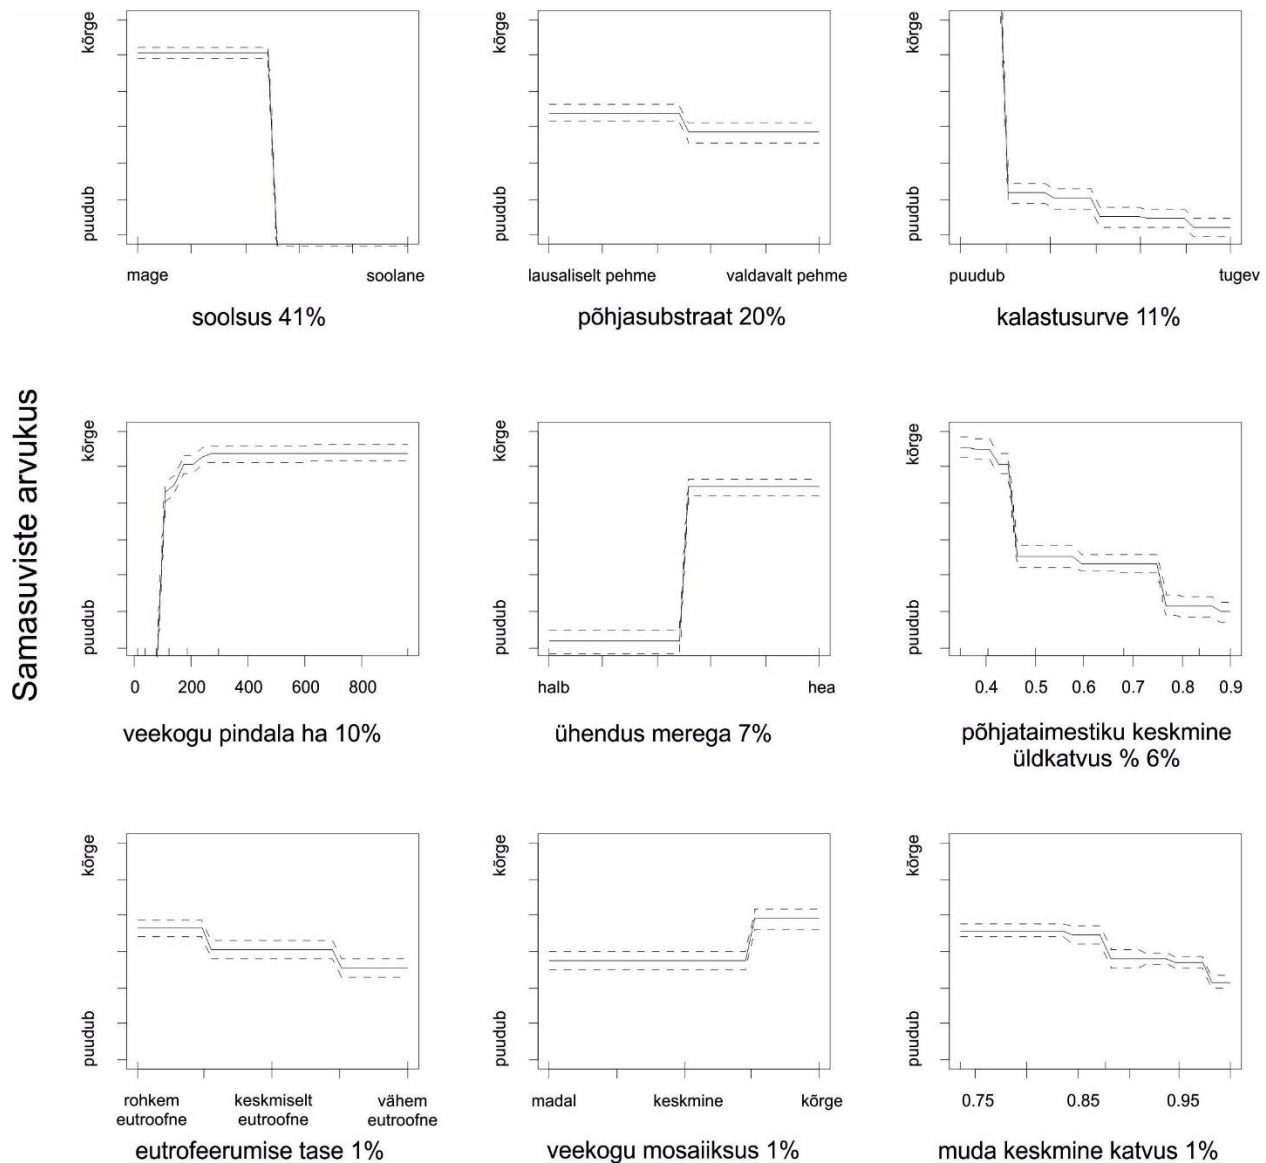 Samasuviste arvukus
kõrge
puudub
mage soolane
soolsus 41%
lausaliselt pehme valdavalt pehme
põhjasubstraat 20%
kõrge
puudub
puudub tugev
kalastusurve 11%
kõrge
puudub
0 200 400 600 800
veekogu pindala ha 10%
kõrge
puudub
halb hea
ühendus merega 7%
kõrge
puudub
0.4 0.5 0.6 0.7 0.8 0.9
põhjataimestiku keskmine
üldkatvus % 6%
kõrge
puudub
rohkem keskmiselt vähem
eutroofne eutroofne eutroofne
eutrofeerumise tase 1%
kõrge
puudub
madal keskmine kõrge
veekogu mosaiiksus 1%
kõrge
puudub
0.75 0.85 0.95
muda keskmine katvus 1%
kõrge
puudub